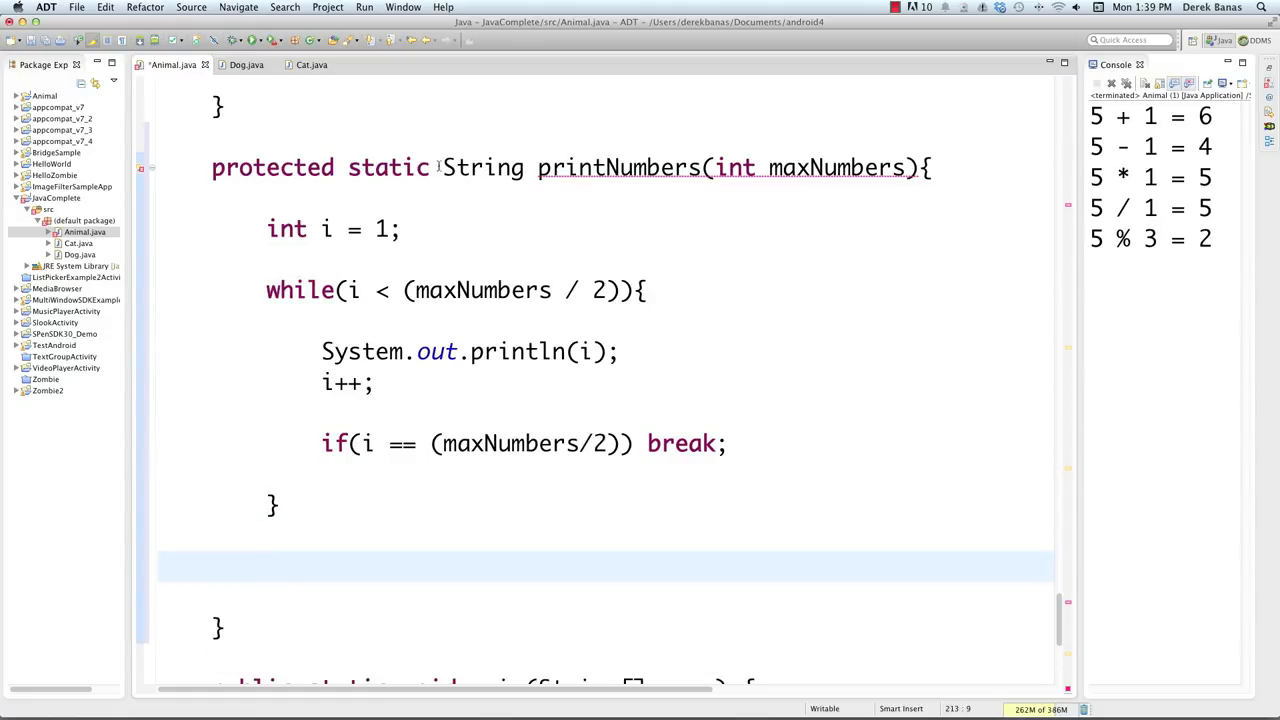 ADT File Edit Refactor Source Navigate Search Project Run Window Help 10 Mon 1:39 PM Derek Banas
Java - JavaComplete/src/Animal.java - ADT - /Users/derekbanas/Documents/android4
Quick Access Java DDMS
Package Exp
Animal
appcompat_v7
appcompat_v7_2
appcompat_v7_3
appcompat_v7_4
BridgeSample
HelloWorld
HelloZombie
ImageFilterSampleApp
JavaComplete
src
(default package)
Animal.java
Cat.java
Dog.java
JRE System Library [Ja
ListPickerExample2Activi
MediaBrowser
MultiWindowSDKExample
MusicPlayerActivity
SlookActivity
SPenSDK30_Demo
TestAndroid
TextGroupActivity
VideoPlayerActivity
Zombie
Zombie2
*Animal.java Dog.java Cat.java
}
protected static String printNumbers(int maxNumbers){
int i = 1;
while(i < (maxNumbers / 2)){
System.out.println(i);
i++;
if(i == (maxNumbers/2)) break;
}
}
Console
<terminated> Animal (1) [Java Application] /S
5 + 1 = 6
5 - 1 = 4
5 * 1 = 5
5 / 1 = 5
5 % 3 = 2
Writable Smart Insert 213 : 9 262M of 386M